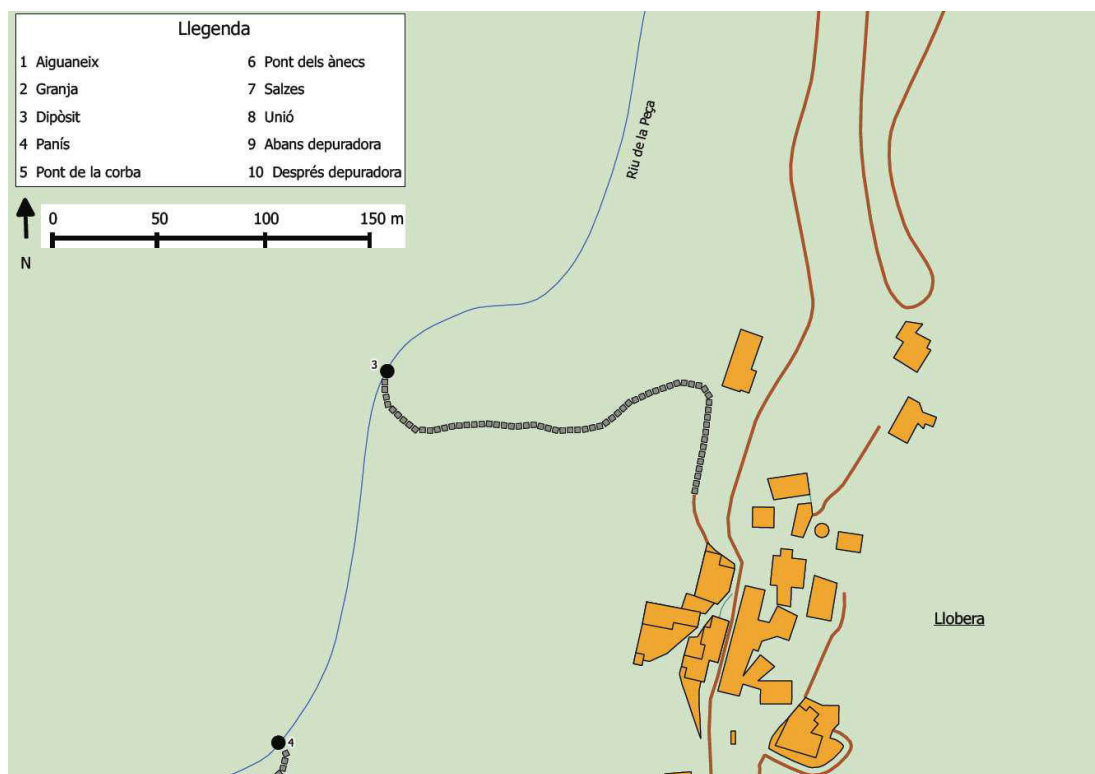 Llegenda
1 Aiguaneix
2 Granja
3 Dipòsit
4 Panís
5 Pont de la corba
6 Pont dels ànecs
7 Salzes
8 Unió
9 Abans depuradora
10 Després depuradora
0 50 100 150 m
N
Riu de la Peça
3
Llobera
4